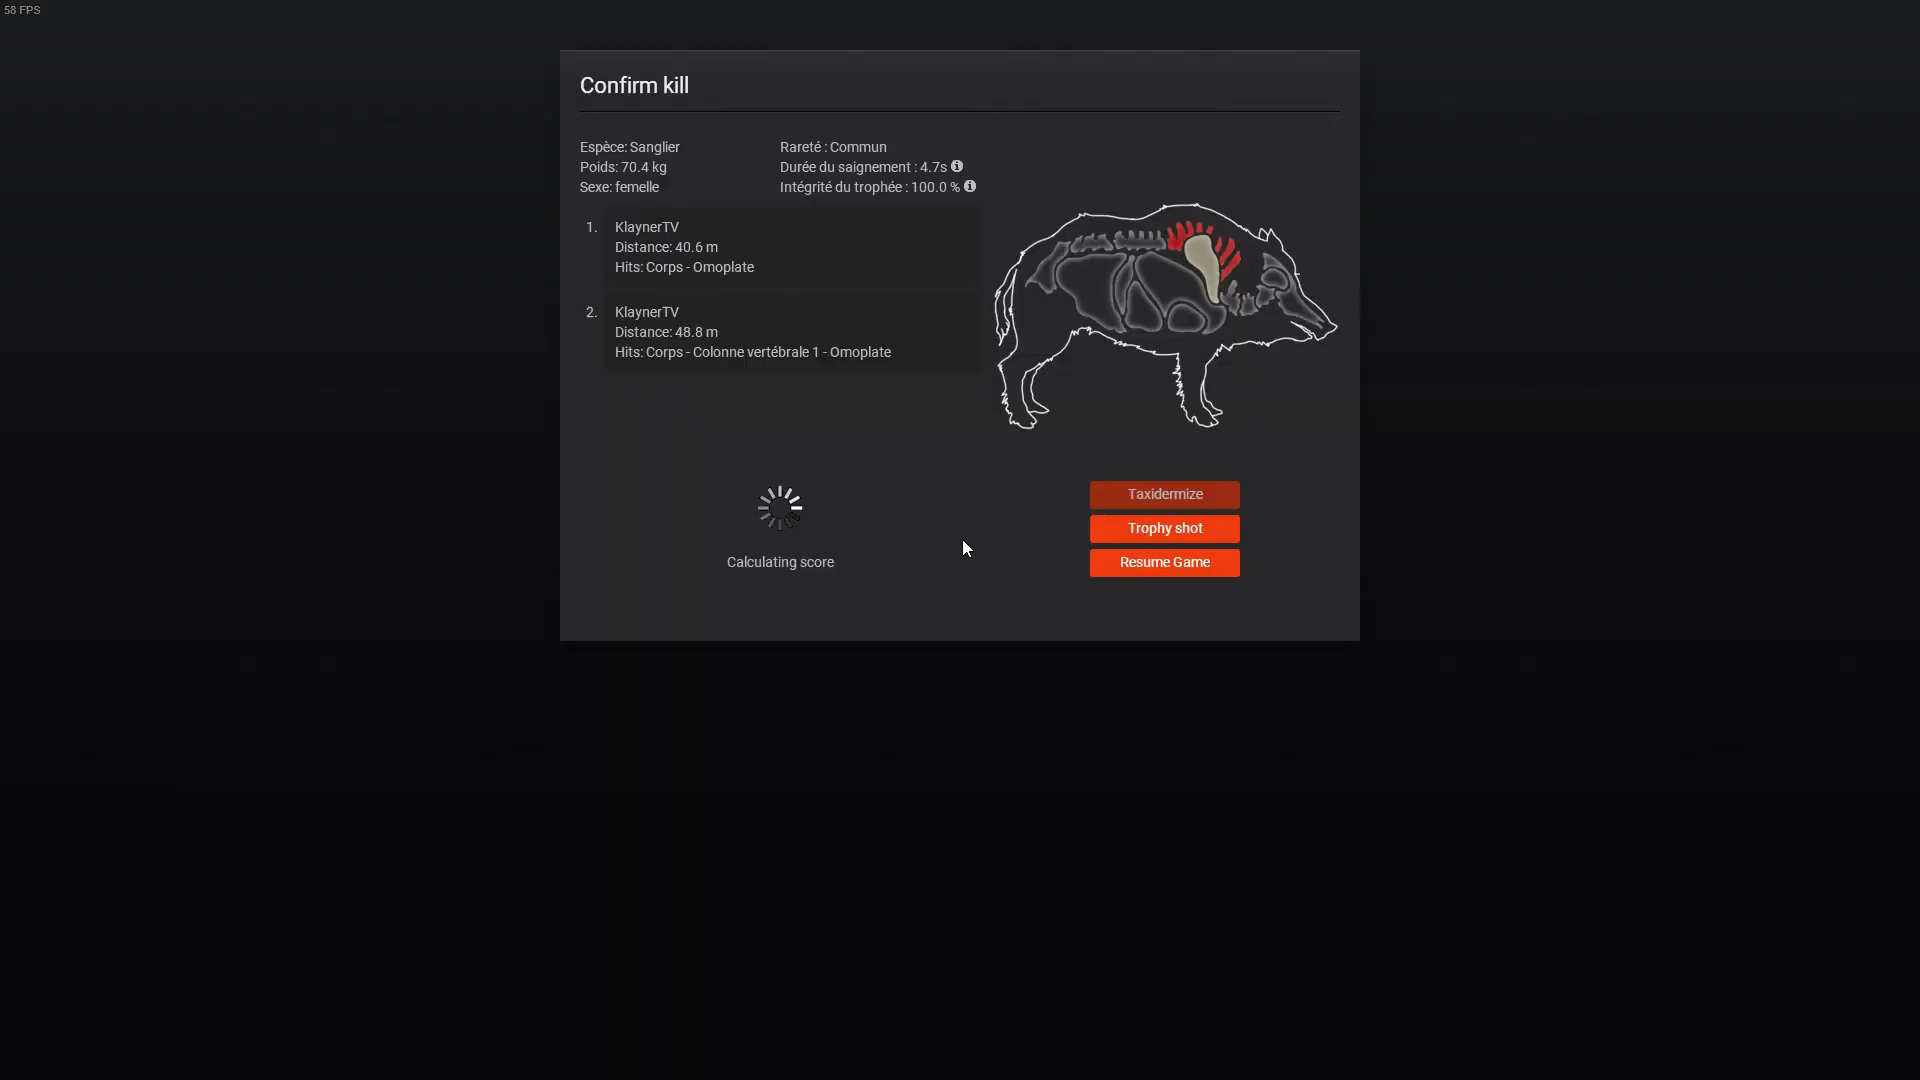 58 FPS
Confirm kill
Espèce: Sanglier
Poids: 70.4 kg
Sexe: femelle
Rareté : Commun
Durée du saignement : 4.7s
Intégrité du trophée : 100.0 %
1. KlaynerTV
Distance: 40.6 m
Hits: Corps - Omoplate
2. KlaynerTV
Distance: 48.8 m
Hits: Corps - Colonne vertébrale 1 - Omoplate
Calculating score
Taxidermize
Trophy shot
Resume Game